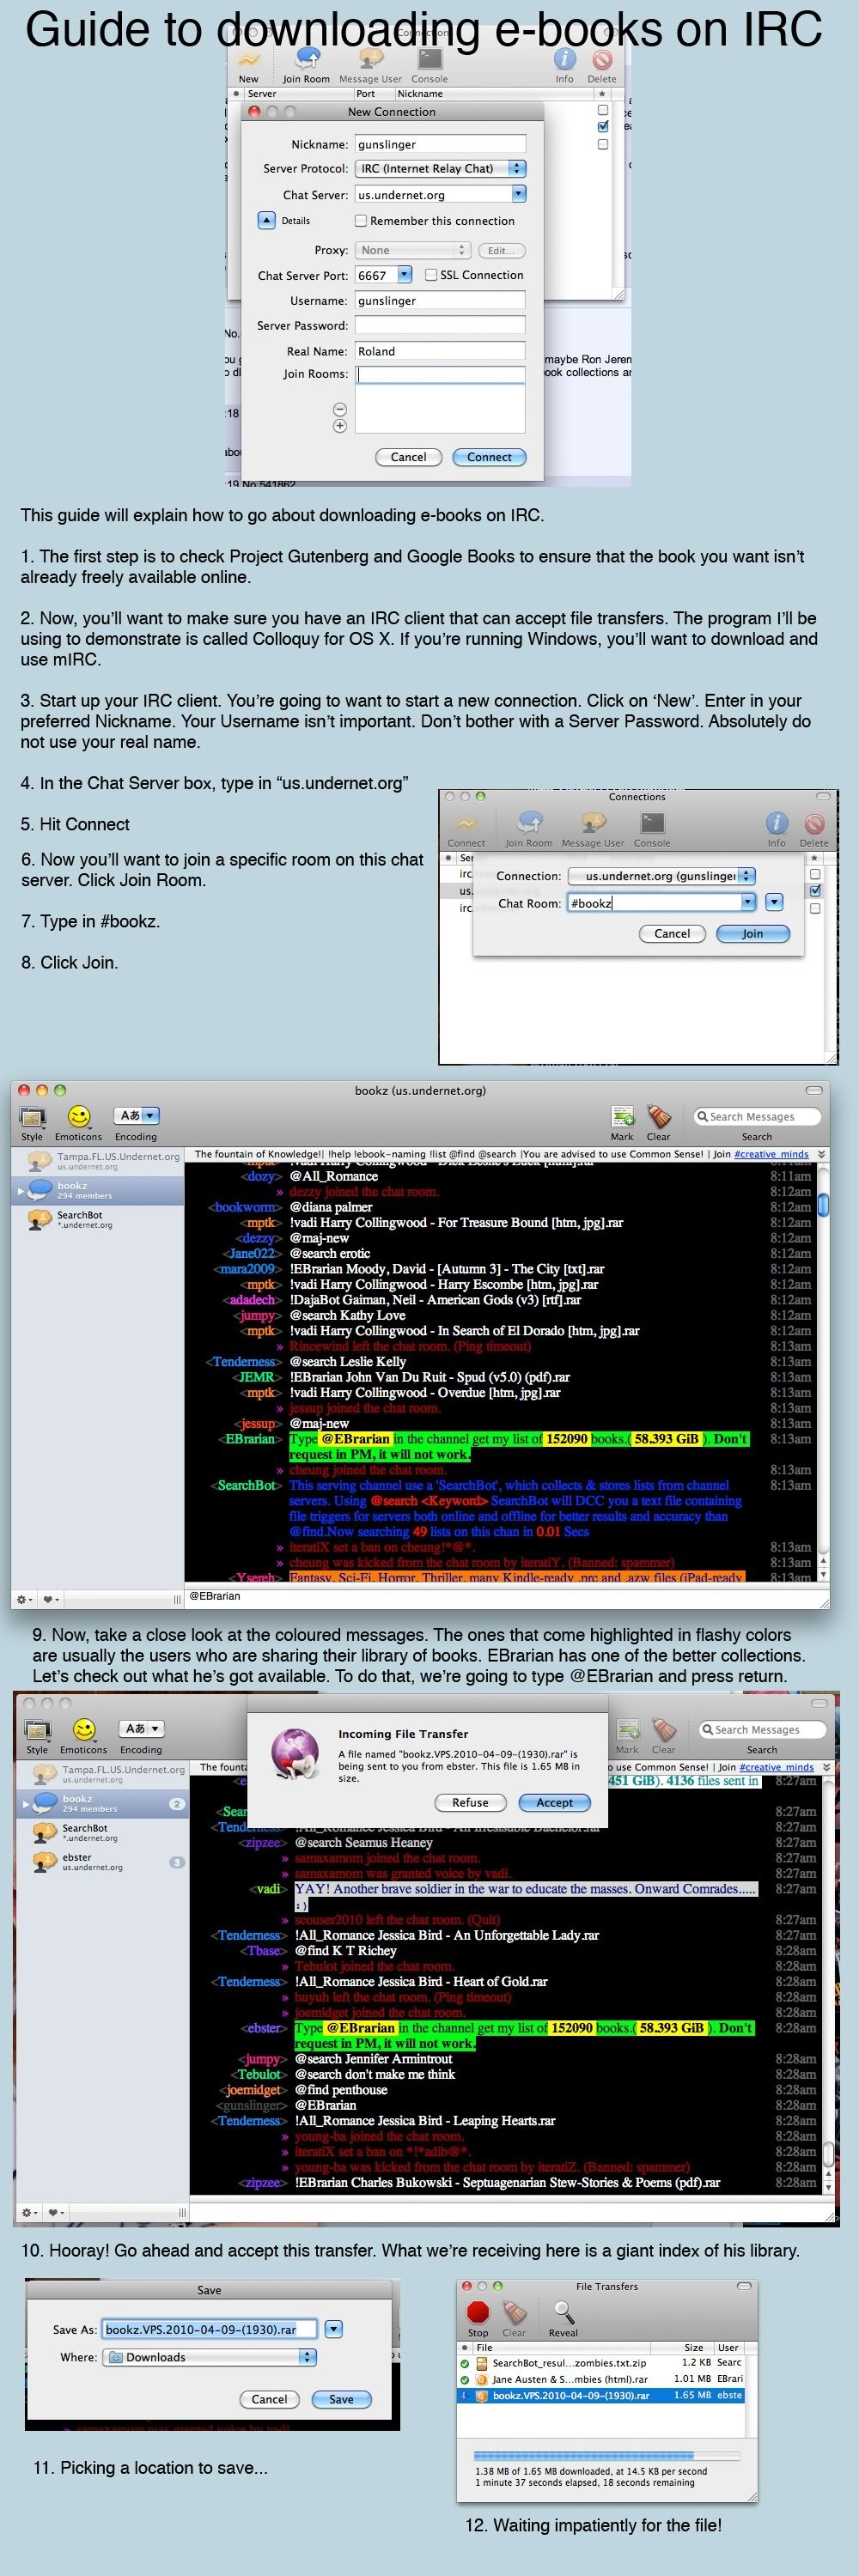 Guide to downloading e-books on IRC
New
Join Room
Message User
Console
Info
Delete
Server
Port
Nickname
New Connection
Nickname: gunslinger
Server Protocol: IRC (Internet Relay Chat)
Chat Server: us.undernet.org
Details
Remember this connection
Proxy: None
Edit...
Chat Server Port: 6667
SSL Connection
Username: gunslinger
Server Password:
Real Name: Roland
Join Rooms:
maybe Ron Jeren
ook collections ar
No.
:18
:19 No.541862
Cancel
Connect
This guide will explain how to go about downloading e-books on IRC.
1. The first step is to check Project Gutenberg and Google Books to ensure that the book you want isn't
already freely available online.
2. Now, you'll want to make sure you have an IRC client that can accept file transfers. The program I'll be
using to demonstrate is called Colloquy for OS X. If you're running Windows, you'll want to download and
use mIRC.
3. Start up your IRC client. You're going to want to start a new connection. Click on 'New'. Enter in your
preferred Nickname. Your Username isn't important. Don't bother with a Server Password. Absolutely do
not use your real name.
4. In the Chat Server box, type in "us.undernet.org"
5. Hit Connect
6. Now you'll want to join a specific room on this chat
server. Click Join Room.
7. Type in #bookz.
8. Click Join.
Connections
Connect
Join Room
Message User
Console
Info
Delete
Connection: us.undernet.org (gunslinger
Chat Room: #bookz
Cancel
Join
bookz (us.undernet.org)
Style
Emoticons
Encoding
Mark
Clear
Search Messages
Search
Tampa.FL.US.Undernet.org
us.undernet.org
bookz
294 members
SearchBot
*.undernet.org
The fountain of Knowledge!| !help !ebook-naming !list @find @search |You are advised to use Common Sense! | Join #creative_minds
<dozy> @All_Romance 8:11am
» dezzy joined the chat room. 8:12am
<bookworm> @diana palmer 8:12am
<mptk> !vadi Harry Collingwood - For Treasure Bound [htm, jpg].rar 8:12am
<dezzy> @maj-new 8:12am
<Jane022> @search erotic 8:12am
<mara2009> !EBrarian Moody, David - [Autumn 3] - The City [txt].rar 8:12am
<mptk> !vadi Harry Collingwood - Harry Escombe [htm, jpg].rar 8:12am
<adadech> !DajaBot Gaiman, Neil - American Gods (v3) [rtf].rar 8:12am
<jumpy> @search Kathy Love 8:12am
<mptk> !vadi Harry Collingwood - In Search of El Dorado [htm, jpg].rar 8:12am
» Rincewind left the chat room. (Ping timeout) 8:13am
<Tenderness> @search Leslie Kelly 8:13am
<JEMR> !EBrarian John Van Du Ruit - Spud (v5.0) (pdf).rar 8:13am
<mptk> !vadi Harry Collingwood - Overdue [htm, jpg].rar 8:13am
» jessup joined the chat room. 8:13am
<jessup> @maj-new 8:13am
<EBrarian> Type @EBrarian in the channel get my list of 152090 books.( 58.393 GiB ). Don't 8:13am
request in PM, it will not work.
» cheung joined the chat room. 8:13am
<SearchBot> This serving channel use a 'SearchBot', which collects & stores lists from channel 8:13am
servers. Using @search <Keyword> SearchBot will DCC you a text file containing
file triggers for servers both online and offline for better results and accuracy than
@find.Now searching 49 lists on this chan in 0.01 Secs
» iteratiX set a ban on cheung!*@*. 8:13am
» cheung was kicked from the chat room by iteratiY. (Banned: spammer) 8:13am
<Ysereh> Fantasy, Sci-Fi, Horror, Thriller, many Kindle-ready .prc and .azw files (iPad-ready 8:13am
@EBrarian
9. Now, take a close look at the coloured messages. The ones that come highlighted in flashy colors
are usually the users who are sharing their library of books. EBrarian has one of the better collections.
Let's check out what he's got available. To do that, we're going to type @EBrarian and press return.
Style
Emoticons
Encoding
Mark
Clear
Search Messages
Search
Incoming File Transfer
A file named "bookz.VPS.2010-04-09-(1930).rar" is
being sent to you from ebster. This file is 1.65 MB in
size.
Refuse
Accept
Tampa.FL.US.Undernet.org
us.undernet.org
bookz
294 members
2
SearchBot
*.undernet.org
ebster
us.undernet.org
3
The founta
o use Common Sense! | Join #creative_minds
451 GiB). 4136 files sent in 8:27am
8:27am
!All_Romance Jessica Bird - An Irresistible Bachelor.rar 8:27am
<zipzee> @search Seamus Heaney 8:27am
» samaxamom joined the chat room. 8:27am
» samaxamom was granted voice by vadi. 8:27am
<vadi> YAY! Another brave soldier in the war to educate the masses. Onward Comrades..... 8:27am
:)
» scouser2010 left the chat room. (Quit) 8:27am
<Tenderness> !All_Romance Jessica Bird - An Unforgettable Lady.rar 8:27am
<Tbase> @find K T Richey 8:28am
» Tebulot joined the chat room. 8:28am
<Tenderness> !All_Romance Jessica Bird - Heart of Gold.rar 8:28am
» huyuh left the chat room. (Ping timeout) 8:28am
» joemidget joined the chat room. 8:28am
<ebster> Type @EBrarian in the channel get my list of 152090 books.( 58.393 GiB ). Don't 8:28am
request in PM, it will not work.
<jumpy> @search Jennifer Armintrout 8:28am
<Tebulot> @search don't make me think 8:28am
<joemidget> @find penthouse 8:28am
<gunslinger> @EBrarian 8:28am
<Tenderness> !All_Romance Jessica Bird - Leaping Hearts.rar 8:28am
» young-ba joined the chat room. 8:28am
» iteratiX set a ban on *!*adib@*. 8:28am
» young-ba was kicked from the chat room by iteratiZ. (Banned: spammer) 8:28am
<zipzee> !EBrarian Charles Bukowski - Septuagenarian Stew-Stories & Poems (pdf).rar 8:28am
10. Hooray! Go ahead and accept this transfer. What we're receiving here is a giant index of his library.
Save
Save As: bookz.VPS.2010-04-09-(1930).rar
Where: Downloads
Cancel
Save
samaxamom was granted voice by vadi.
11. Picking a location to save...
File Transfers
Stop
Clear
Reveal
File
Size
User
SearchBot_resul...zombies.txt.zip 1.2 KB Searc
Jane Austen & S...mbies (html).rar 1.01 MB EBrari
bookz.VPS.2010-04-09-(1930).rar 1.65 MB ebste
1.38 MB of 1.65 MB downloaded, at 14.5 KB per second
1 minute 37 seconds elapsed, 18 seconds remaining
12. Waiting impatiently for the file!